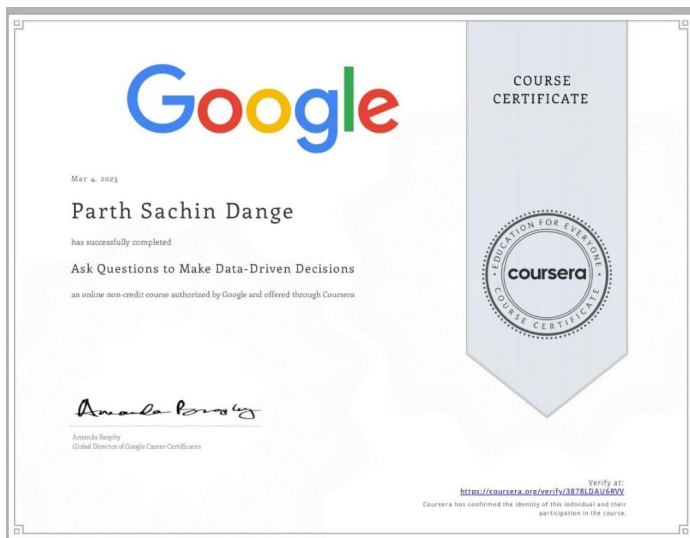 Google
COURSE
CERTIFICATE
Mar 4, 2023
Parth Sachin Dange
has successfully completed
Ask Questions to Make Data-Driven Decisions
an online non-credit course authorized by Google and offered through Coursera
EDUCATION FOR EVERYONE
coursera
COURSE CERTIFICATE
Amanda Brophy
Amanda Brophy
Global Director of Google Career Certificates
Verify at:
https://coursera.org/verify/3878LDAU6RVV
Coursera has confirmed the identity of this individual and their
participation in the course.